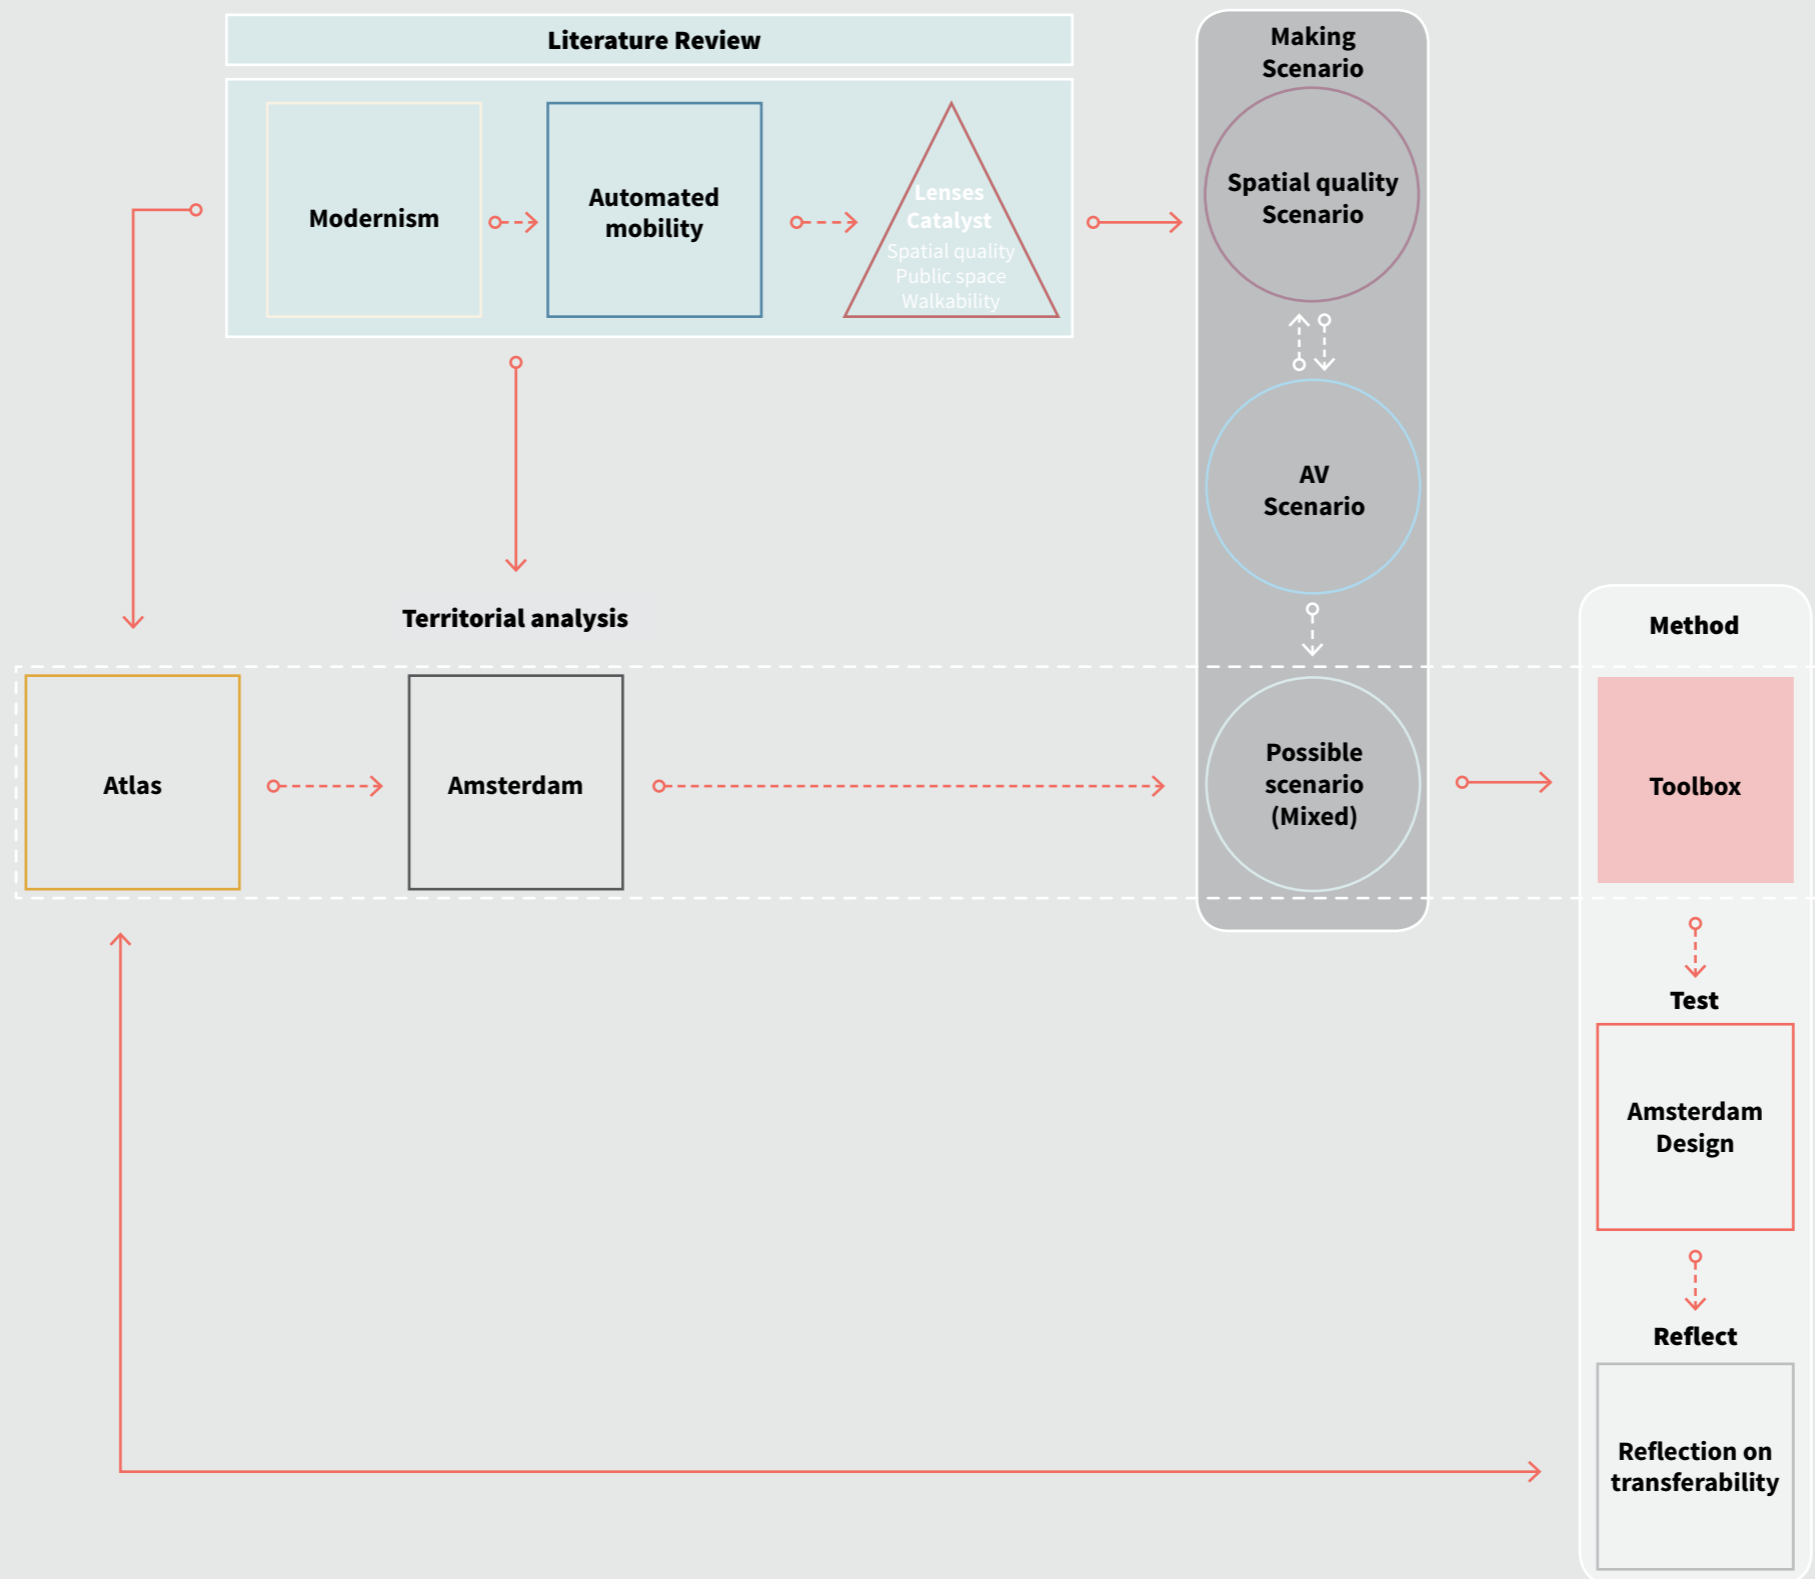 Literature Review
Modernism
Automated
mobility
Lenses
Catalyst
Spatial quality
Public space
Walkability
Making
Scenario
Spatial quality
Scenario
AV
Scenario
Territorial analysis
Atlas
Amsterdam
Possible
scenario
(Mixed)
Method
Toolbox
Test
Amsterdam
Design
Reflect
Reflection on
transferability